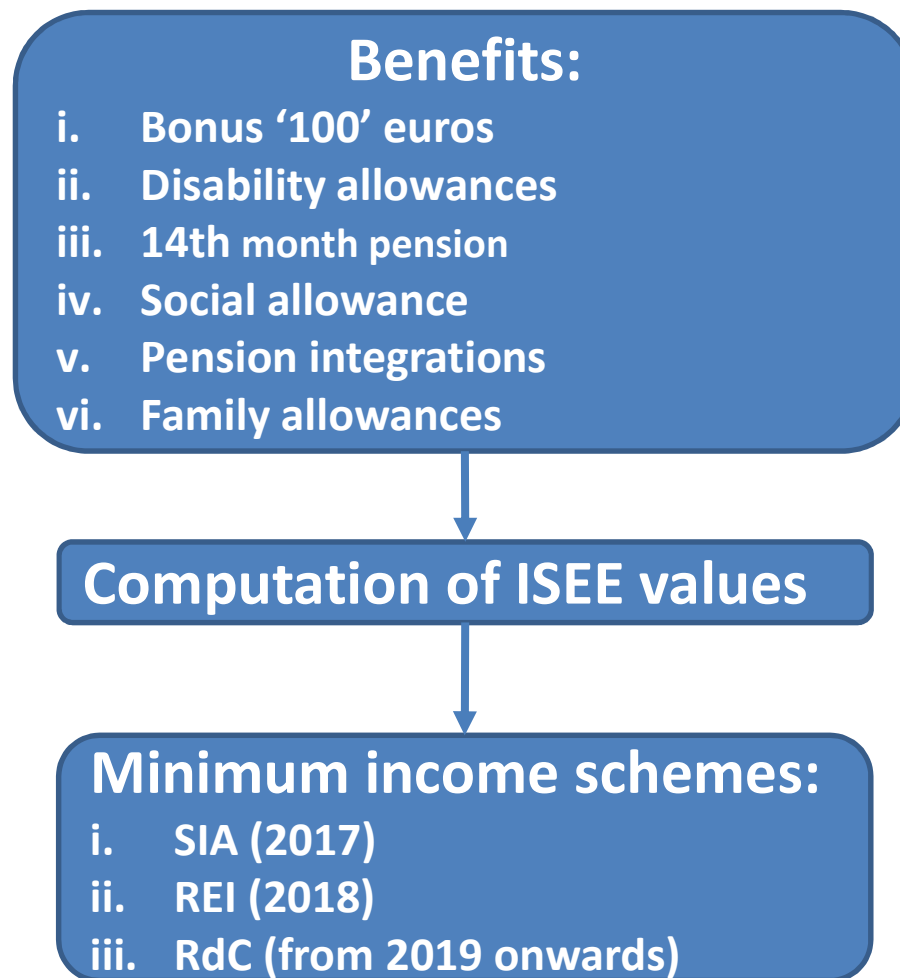 Benefits:
i. Bonus ‘100’ euros
ii. Disability allowances
iii. 14th month pension
iv. Social allowance
v. Pension integrations
vi. Family allowances
Computation of ISEE values
Minimum income schemes:
i. SIA (2017)
ii. REI (2018)
iii. RdC (from 2019 onwards)